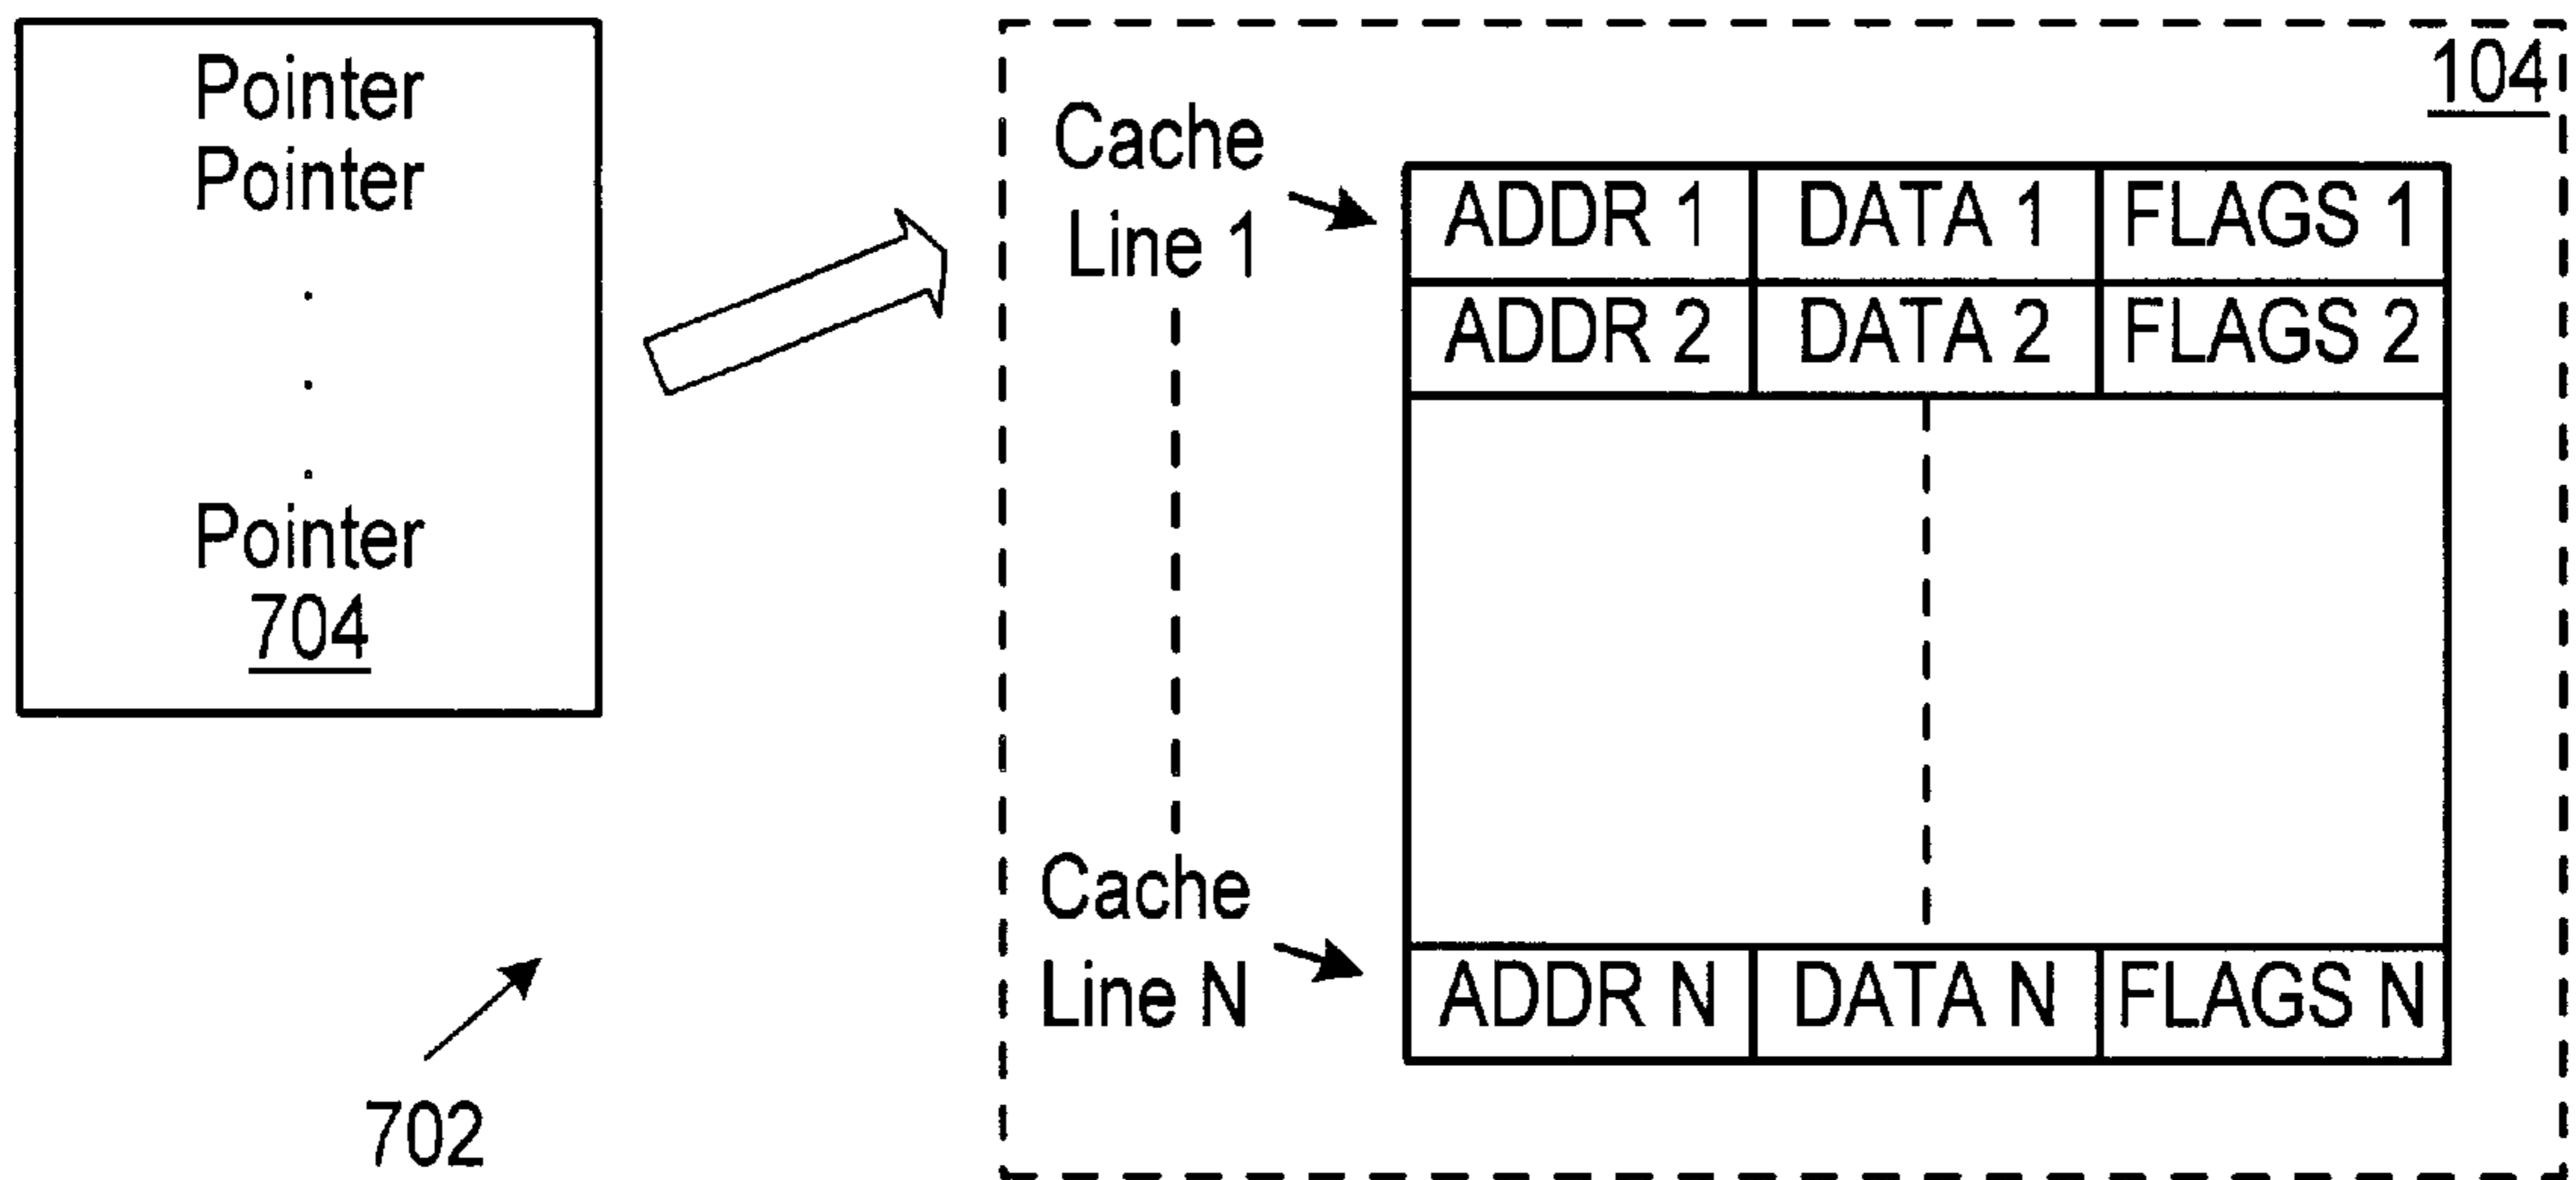 Pointer
Pointer
.
.
.
Pointer
704
702
104
Cache
Line 1
ADDR 1 DATA 1 FLAGS 1
ADDR 2 DATA 2 FLAGS 2
Cache
Line N
ADDR N DATA N FLAGS N